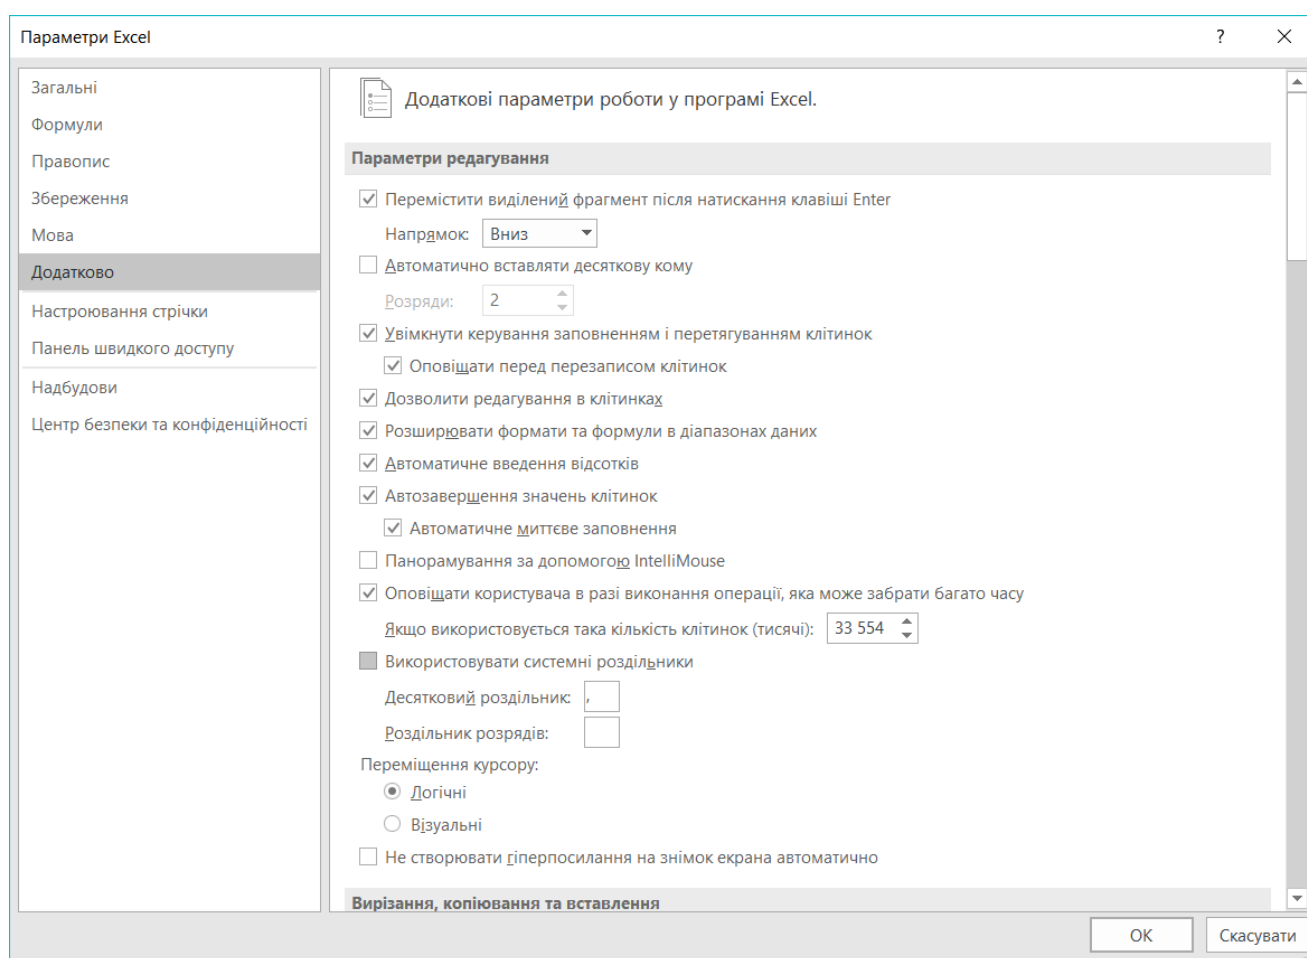 Параметри Excel
?
Загальні
Формули
Правопис
Збереження
Мова
Додатково
Настроювання стрічки
Панель швидкого доступу
Надбудови
Центр безпеки та конфіденційності
Додаткові параметри роботи у програмі Excel.
Параметри редагування
Перемістити виділений фрагмент після натискання клавіші Enter
Напрямок: Вниз
Автоматично вставляти десяткову кому
Розряди: 2
Увімкнути керування заповненням і перетягуванням клітинок
Оповіщати перед перезаписом клітинок
Дозволити редагування в клітинках
Розширювати формати та формули в діапазонах даних
Автоматичне введення відсотків
Автозавершення значень клітинок
Автоматичне миттєве заповнення
Панорамування за допомогою IntelliMouse
Оповіщати користувача в разі виконання операції, яка може забрати багато часу
Якщо використовується така кількість клітинок (тисячі): 33 554
Використовувати системні роздільники
Десятковий роздільник: ,
Роздільник розрядів:
Переміщення курсору:
Логічні
Візуальні
Не створювати гіперпосилання на знімок екрана автоматично
Вирізання, копіювання та вставлення
ОК
Скасувати